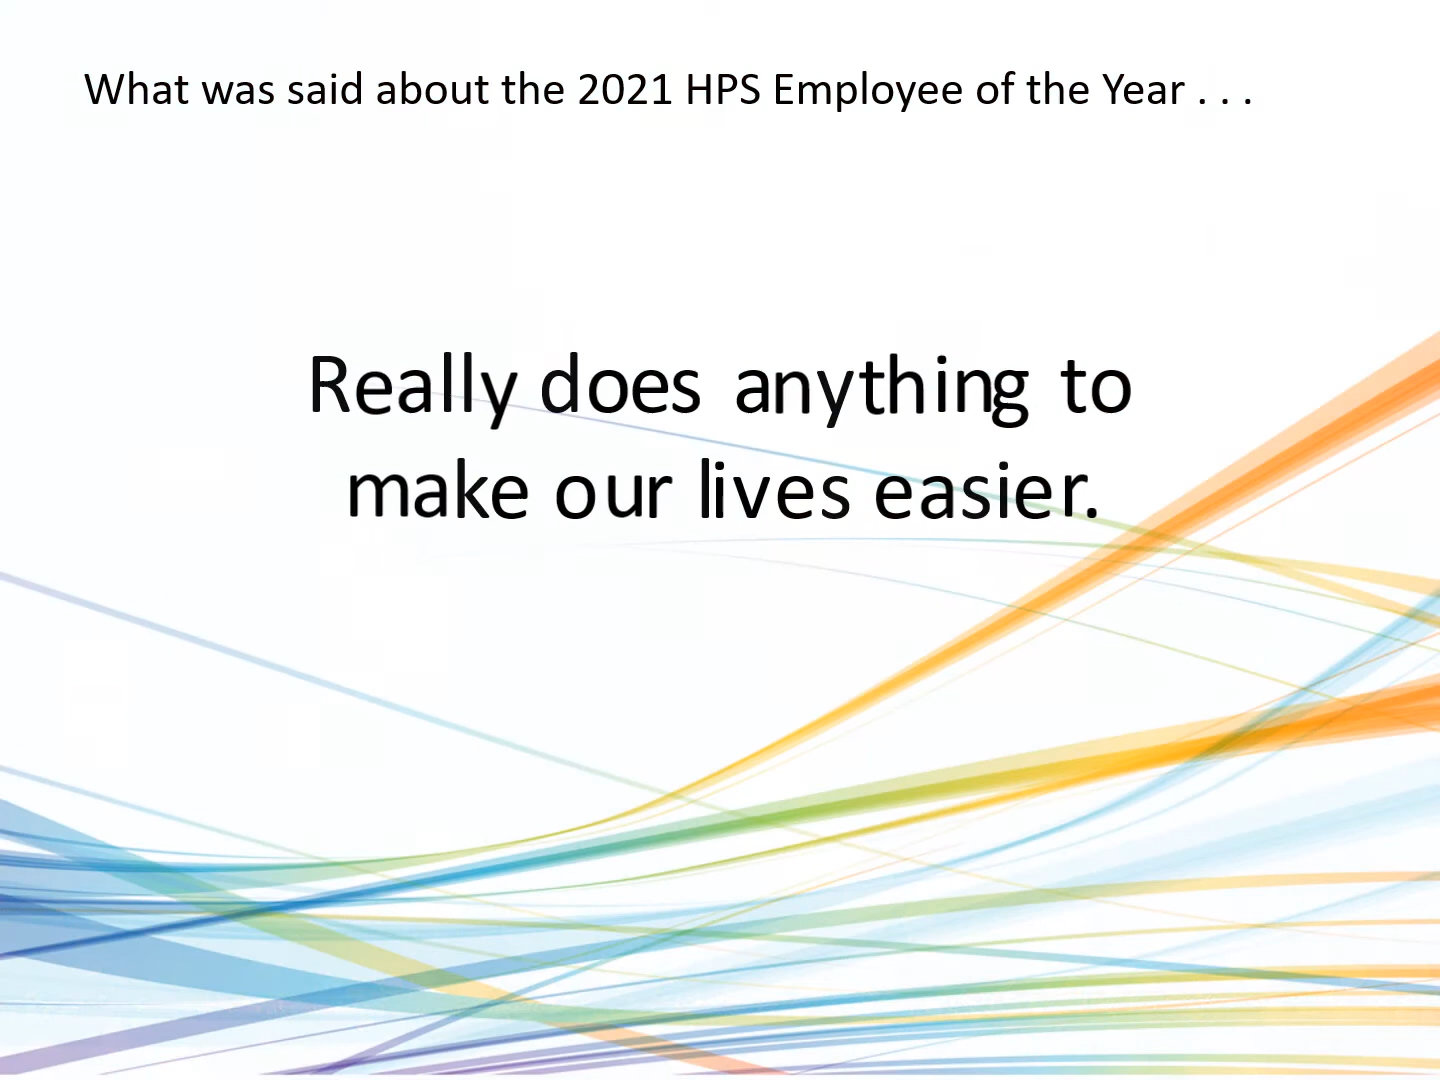 What was said about the 2021 HPS Employee of the Year . . .
Really does anything to
make our lives easier.